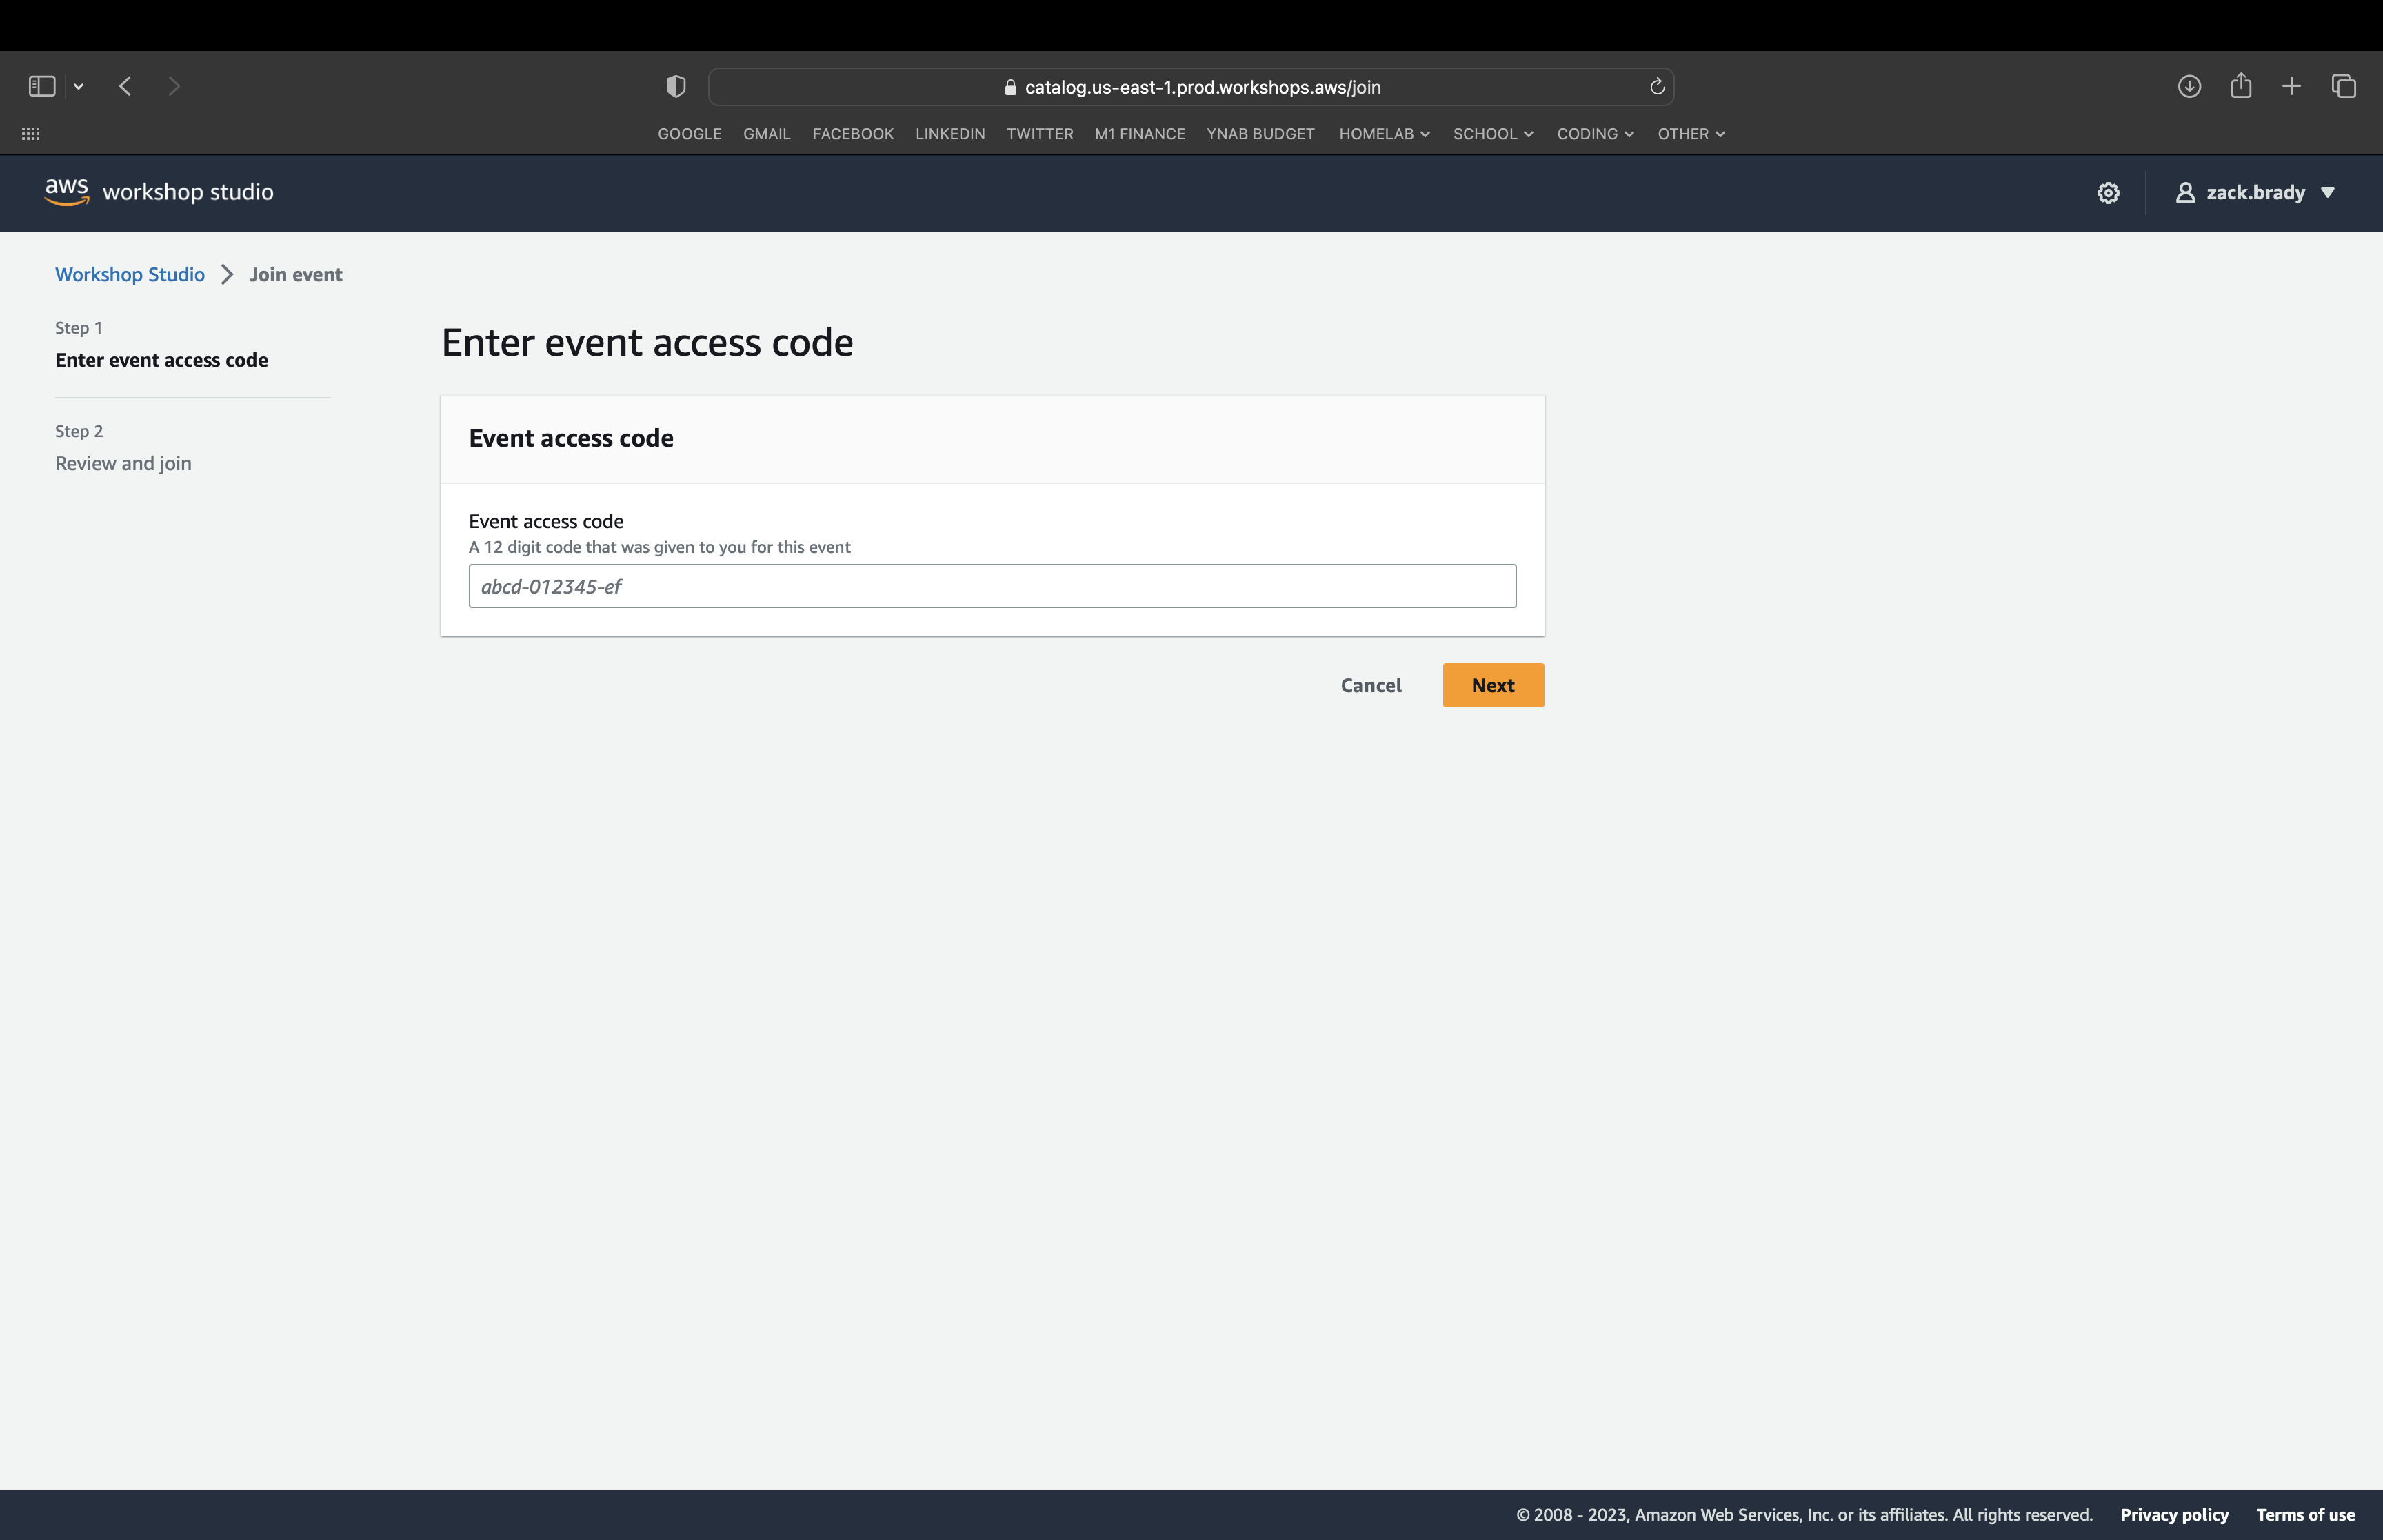 catalog.us-east-1.prod.workshops.aws/join
GOOGLE GMAIL FACEBOOK LINKEDIN TWITTER M1 FINANCE YNAB BUDGET HOMELAB SCHOOL CODING OTHER
aws workshop studio
zack.brady
Workshop Studio Join event
Step 1
Enter event access code
Step 2
Review and join
Enter event access code
Event access code
Event access code
A 12 digit code that was given to you for this event
abcd-012345-ef
Cancel Next
© 2008 - 2023, Amazon Web Services, Inc. or its affiliates. All rights reserved. Privacy policy Terms of use